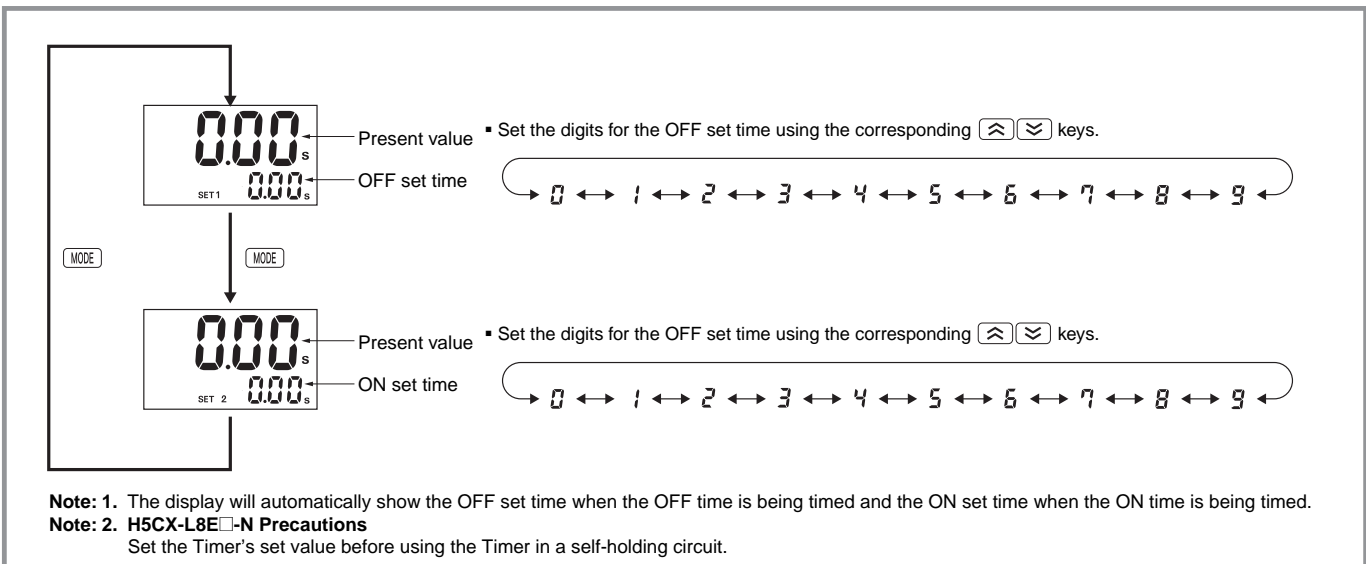 0.00 s
Present value
0.00 s
OFF set time
SET 1
▪ Set the digits for the OFF set time using the corresponding keys.
0 ↔ 1 ↔ 2 ↔ 3 ↔ 4 ↔ 5 ↔ 6 ↔ 7 ↔ 8 ↔ 9
MODE
MODE
0.00 s
Present value
0.00 s
ON set time
SET 2
▪ Set the digits for the OFF set time using the corresponding keys.
0 ↔ 1 ↔ 2 ↔ 3 ↔ 4 ↔ 5 ↔ 6 ↔ 7 ↔ 8 ↔ 9
Note: 1. The display will automatically show the OFF set time when the OFF time is being timed and the ON set time when the ON time is being timed.
Note: 2. H5CX-L8E□-N Precautions
Set the Timer's set value before using the Timer in a self-holding circuit.